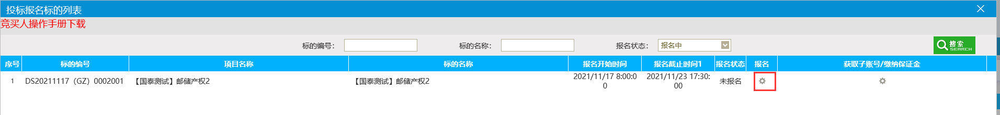 投标报名标的列表
竞买人操作手册下载
标的编号： 标的名称： 报名状态： 报名中 搜索 SEARCH
序号 标的编号 项目名称 标的名称 报名开始时间 报名截止时间1 报名状态 报名 获取子账号/缴纳保证金
1 DS20211117（GZ）0002001 【国泰测试】邮储产权2 【国泰测试】邮储产权2 2021/11/17 8:00:0 2021/11/23 17:30: 未报名
0 00